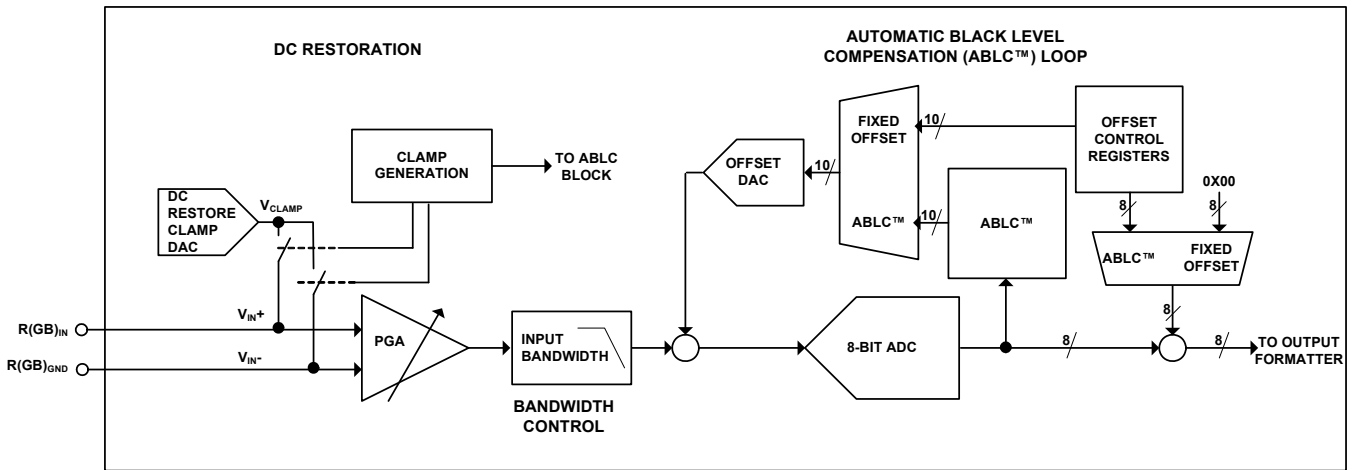 DC RESTORATION
AUTOMATIC BLACK LEVEL
COMPENSATION (ABLC™) LOOP
CLAMP
GENERATION
TO ABLC
BLOCK
DC
RESTORE
CLAMP
DAC
VCLAMP
OFFSET
DAC
10
FIXED
OFFSET
ABLC™
10
10
ABLC™
OFFSET
CONTROL
REGISTERS
8
0X00
8
ABLC™
FIXED
OFFSET
8
R(GB)IN
VIN+
R(GB)GND
VIN-
PGA
INPUT
BANDWIDTH
BANDWIDTH
CONTROL
8-BIT ADC
8
8
TO OUTPUT
FORMATTER